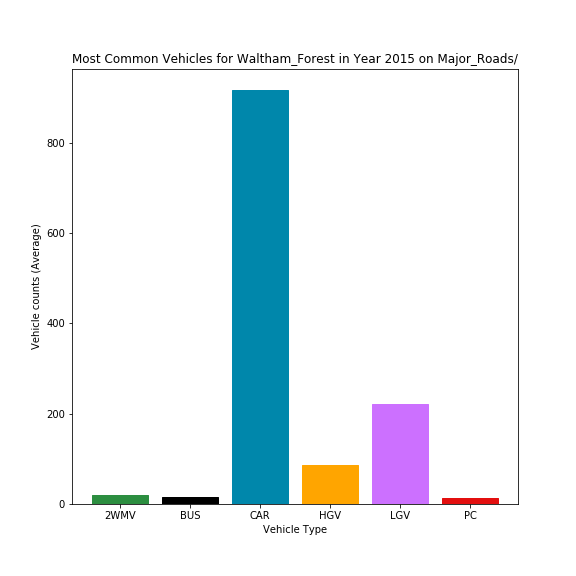 Most Common Vehicles for Waltham_Forest in Year 2015 on Major_Roads/
Vehicle counts (Average)
800
600
400
200
0
2WMV BUS CAR HGV LGV PC
Vehicle Type